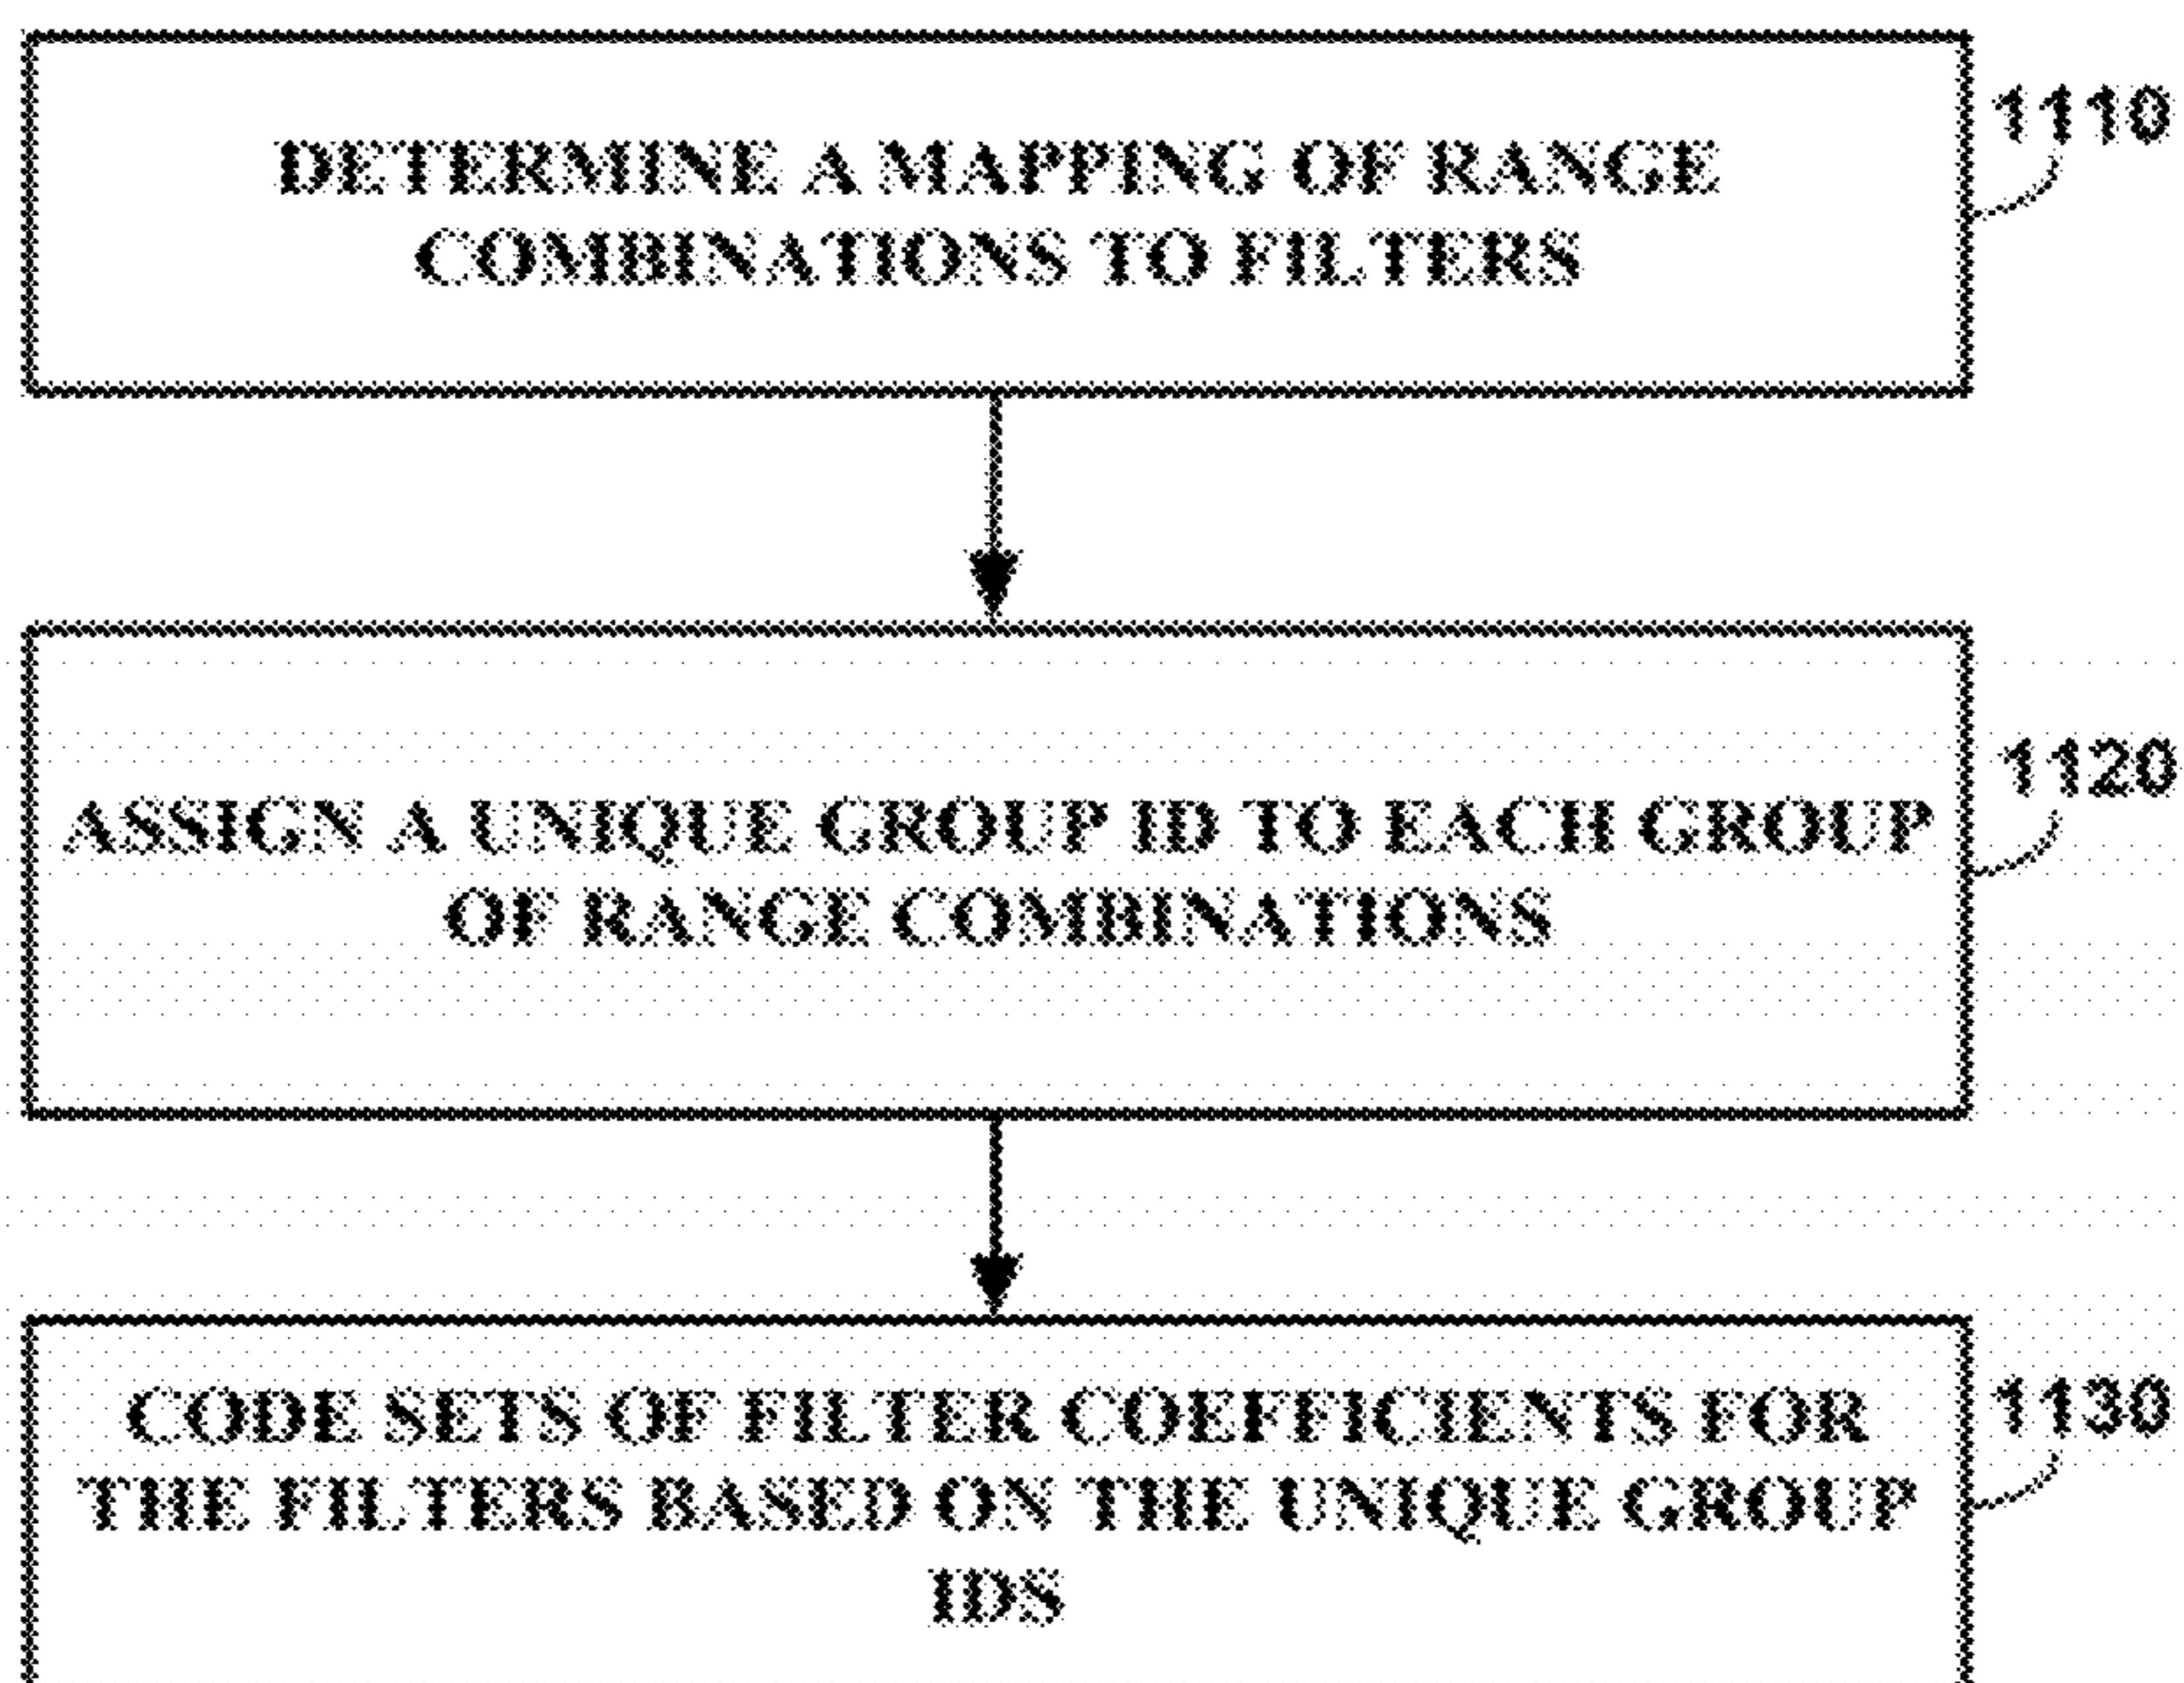 DETERMINE A MAPPING OF RANGE
COMBINATIONS TO FILTERS
1110
ASSIGN A UNIQUE GROUP ID TO EACH GROUP
OF RANGE COMBINATIONS
1120
CODE SETS OF FILTER COEFFICIENTS FOR
THE FILTERS BASED ON THE UNIQUE GROUP
IDS
1130